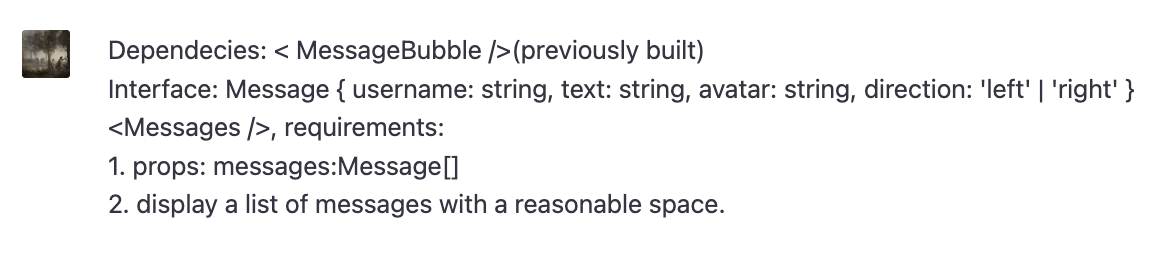 Dependecies: < MessageBubble />(previously built)
Interface: Message { username: string, text: string, avatar: string, direction: 'left' | 'right' }
<Messages />, requirements:
1. props: messages:Message[]
2. display a list of messages with a reasonable space.